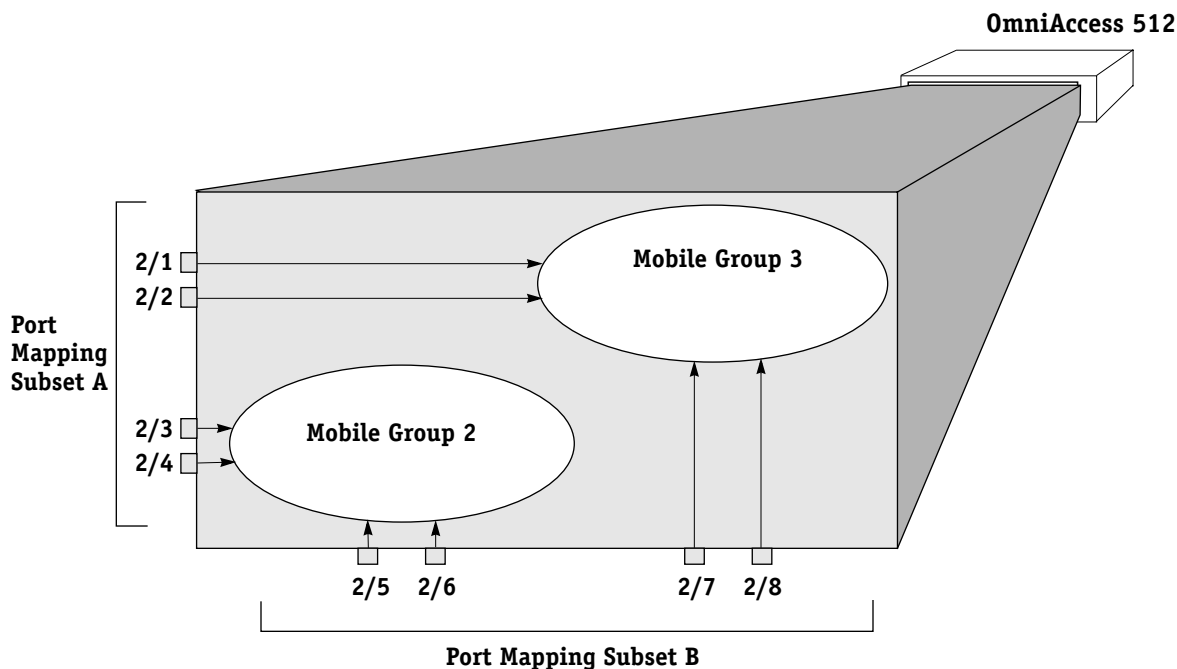 OmniAccess 512
Mobile Group 3
2/1
2/2
Port
Mapping
Subset A
Mobile Group 2
2/3
2/4
2/5
2/6
2/7
2/8
Port Mapping Subset B